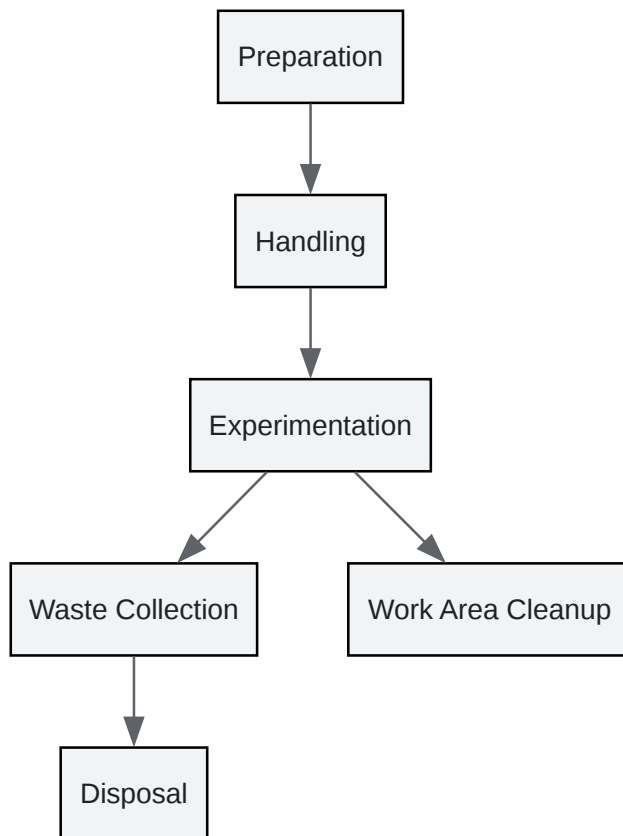 Preparation
Handling
Experimentation
Waste Collection
Work Area Cleanup
Disposal